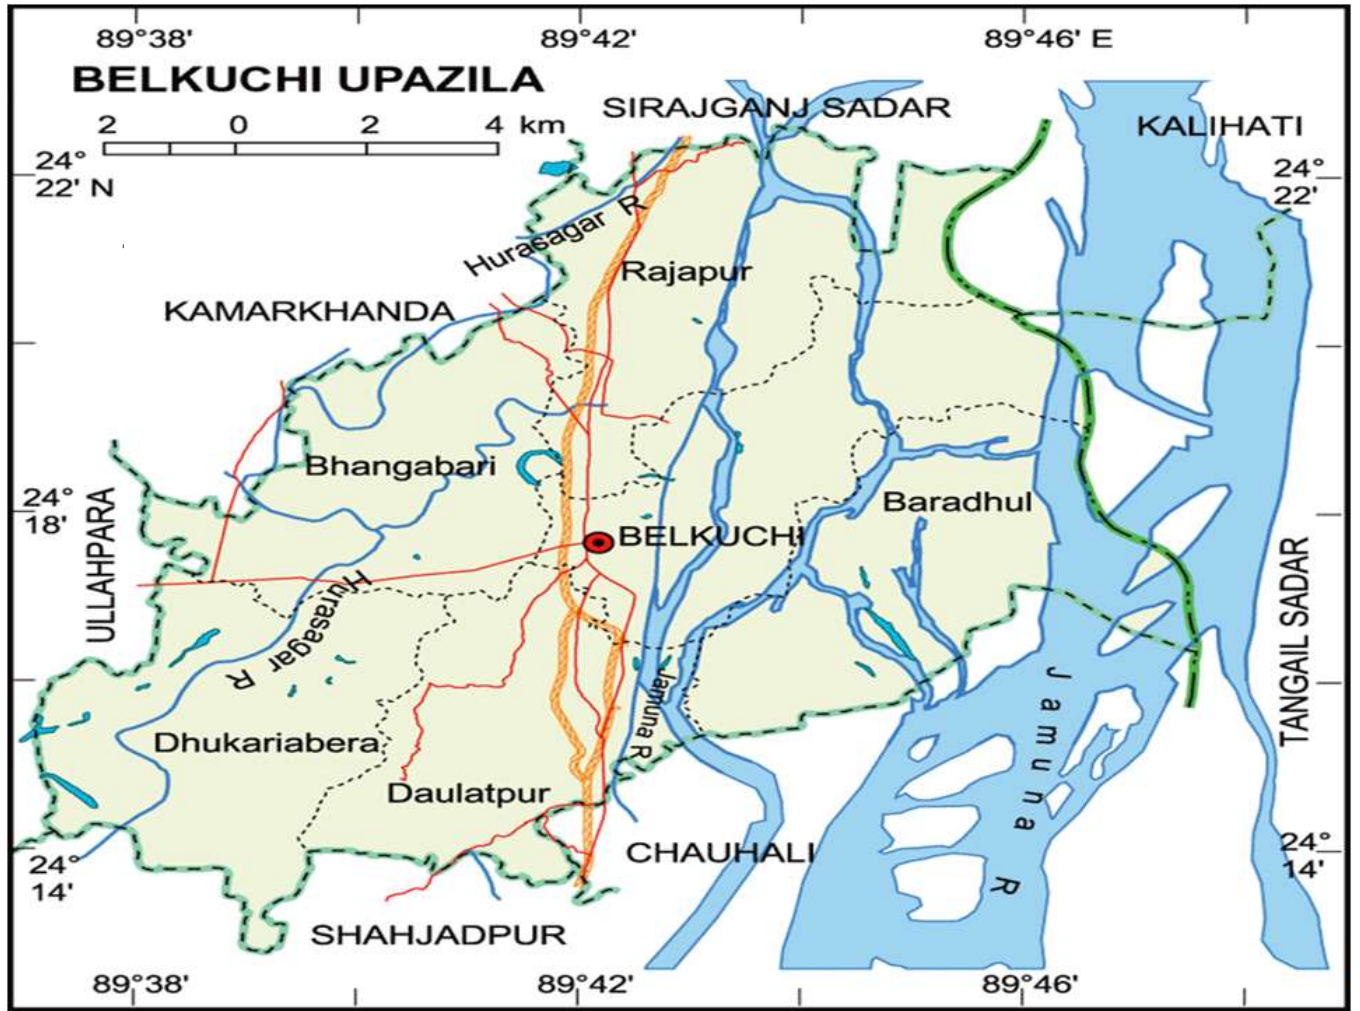 89°38'
89°42'
89°46' E
BELKUCHI UPAZILA
2 0 2 4 km
SIRAJGANJ SADAR
KALIHATI
24°
22' N
24°
22'
Hurasagar R
Rajapur
KAMARKHANDA
Bhangabari
Baradhul
24°
18'
ULLAHPARA
BELKUCHI
TANGAIL SADAR
Hurasagar R
Jamuna R
Jamuna R
Dhukariabera
Daulatpur
CHAUHALI
24°
14'
24°
14'
SHAHJADPUR
89°38'
89°42'
89°46'